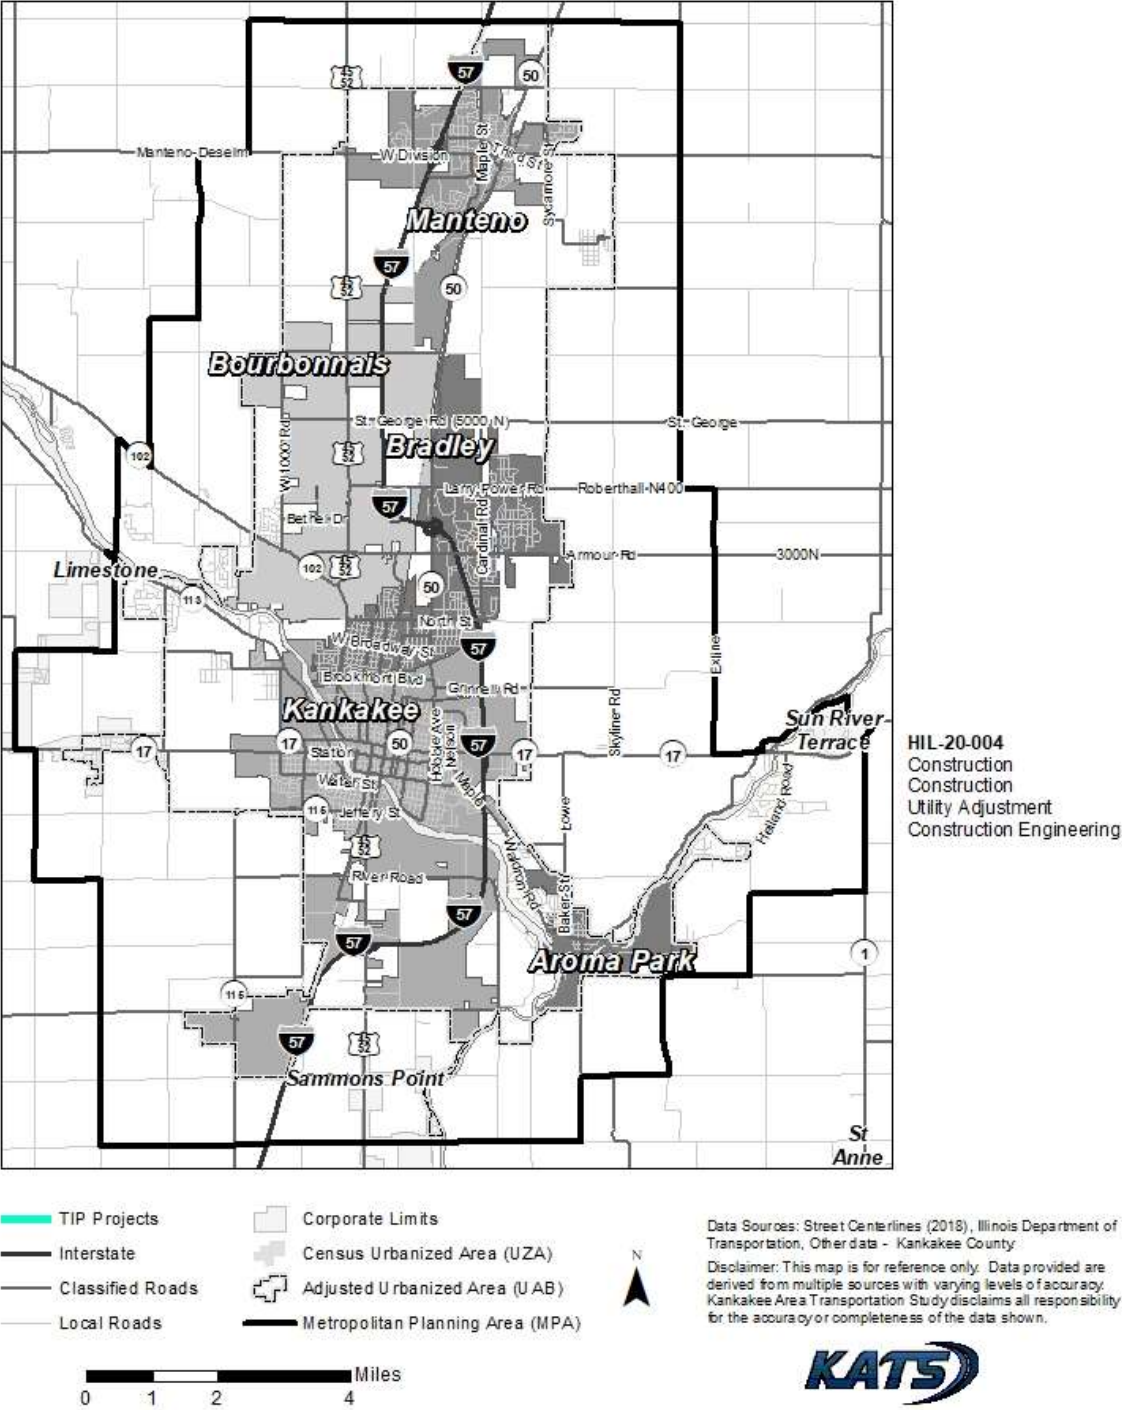 57
50
45
52
Manteno-Deselm
W Division
Maple St
Third St
Sycamore St
Manteno
57
50
52
Bourbonnais
St. George Rd (5000 N)
St. George
Bradley
W 1000 Rd
102
52
Larry Power Rd
Roberthall-N400
57
Bethel Dr
Cardinal Rd
Armour Rd
3000N
Limestone
102
52
50
113
North St
W Broadway St
57
Exline
Brookmont Blvd
Grinnell Rd
Skyline Rd
Kankakee
Sun River
Terrace
17
17
Station
50
Hobbie Ave
Nelson
57
17
17
Water St
Maple
115
Jeffery St
Lowe
Heiland Road
52
Waldron Rd
River Road
Baker St
57
57
Aroma Park
1
115
57
52
Sammons Point
St
Anne
HIL-20-004
Construction
Construction
Utility Adjustment
Construction Engineering
TIP Projects
Interstate
Classified Roads
Local Roads
Corporate Limits
Census Urbanized Area (UZA)
Adjusted Urbanized Area (UAB)
Metropolitan Planning Area (MPA)
N
Data Sources: Street Centerlines (2018), Illinois Department of
Transportation, Other data - Kankakee County
Disclaimer: This map is for reference only. Data provided are
derived from multiple sources with varying levels of accuracy.
Kankakee Area Transportation Study disclaims all responsibility
for the accuracy or completeness of the data shown.
Miles
0 1 2 4
KATS